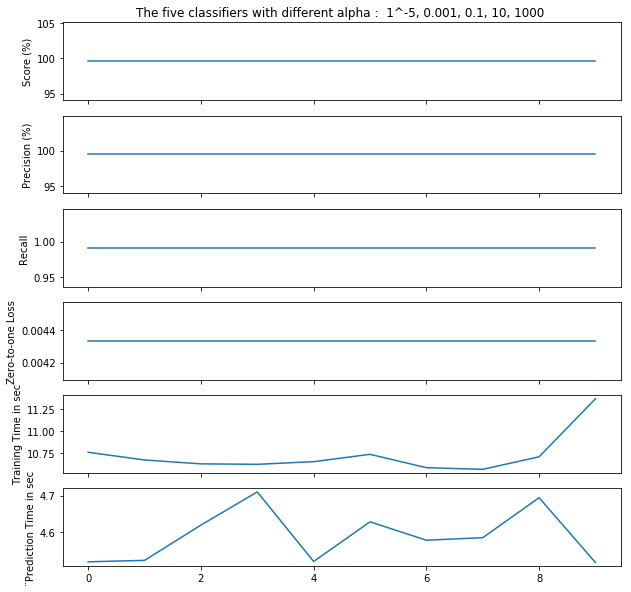 The five classifiers with different alpha :  1^-5, 0.001, 0.1, 10, 1000
105
100
95
Score (%)
100
95
Precision (%)
1.00
0.95
Recall
0.0044
0.0042
Zero-to-one Loss
11.25
11.00
10.75
Training Time in sec
4.7
4.6
¨Prediction Time in sec
0 2 4 6 8